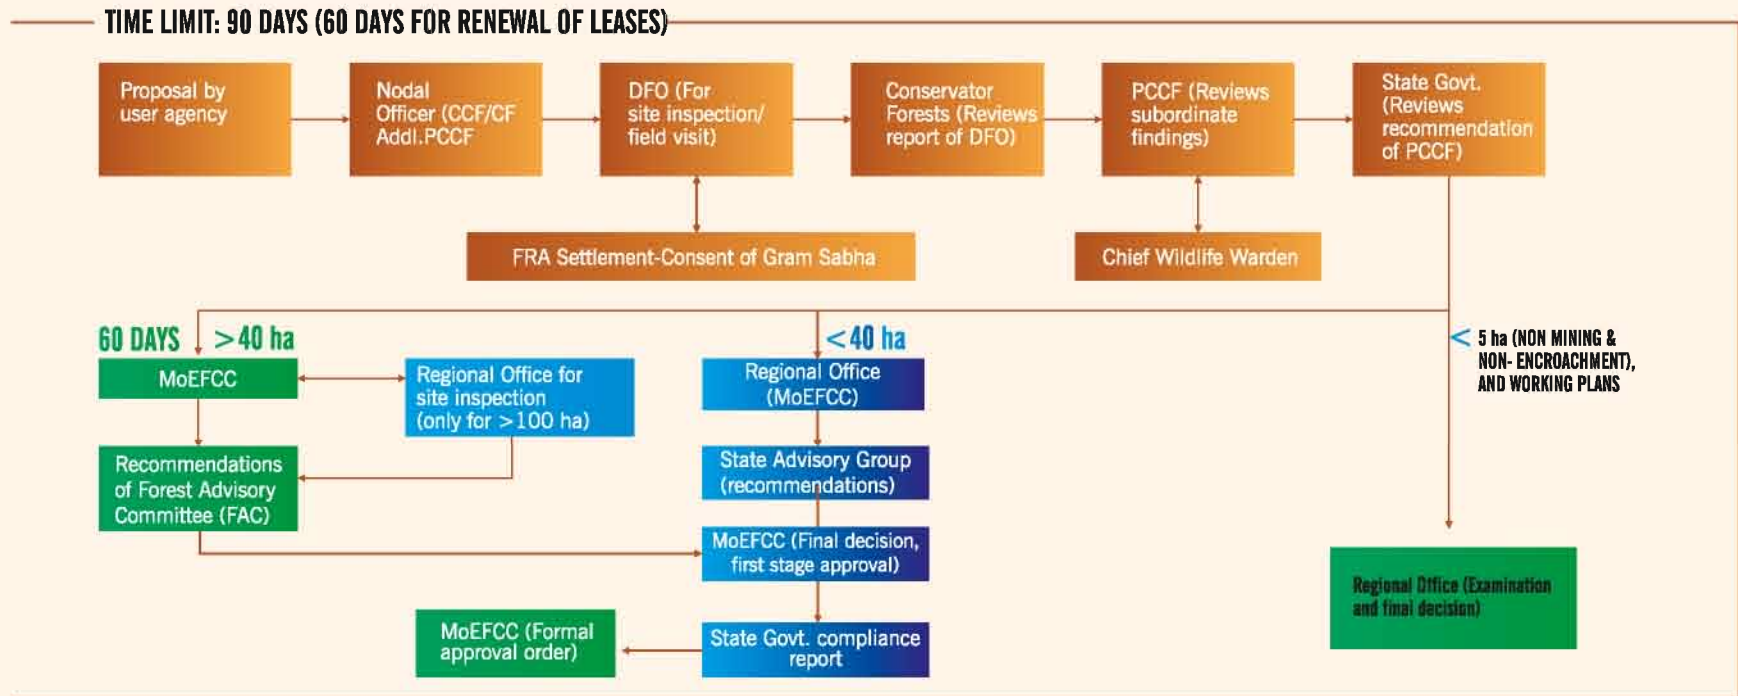 TIME LIMIT: 90 DAYS (60 DAYS FOR RENEWAL OF LEASES)
Proposal by
user agency
Nodal
Officer (CCF/CF
Addl.PCCF
DFO (For
site inspection/
field visit)
Conservator
Forests (Reviews
report of DFO)
PCCF (Reviews
subordinate
findings)
State Govt.
(Reviews
recommendation
of PCCF)
FRA Settlement-Consent of Gram Sabha
Chief Wildlife Warden
60 DAYS >40 ha
MoEFCC
Regional Office for
site inspection
(only for >100 ha)
<40 ha
Regional Office
(MoEFCC)
< 5 ha (NON MINING &
NON- ENCROACHMENT),
AND WORKING PLANS
Recommendations
of Forest Advisory
Committee (FAC)
State Advisory Group
(recommendations)
MoEFCC (Final decision,
first stage approval)
Regional Office (Examination
and final decision)
MoEFCC (Formal
approval order)
State Govt. compliance
report